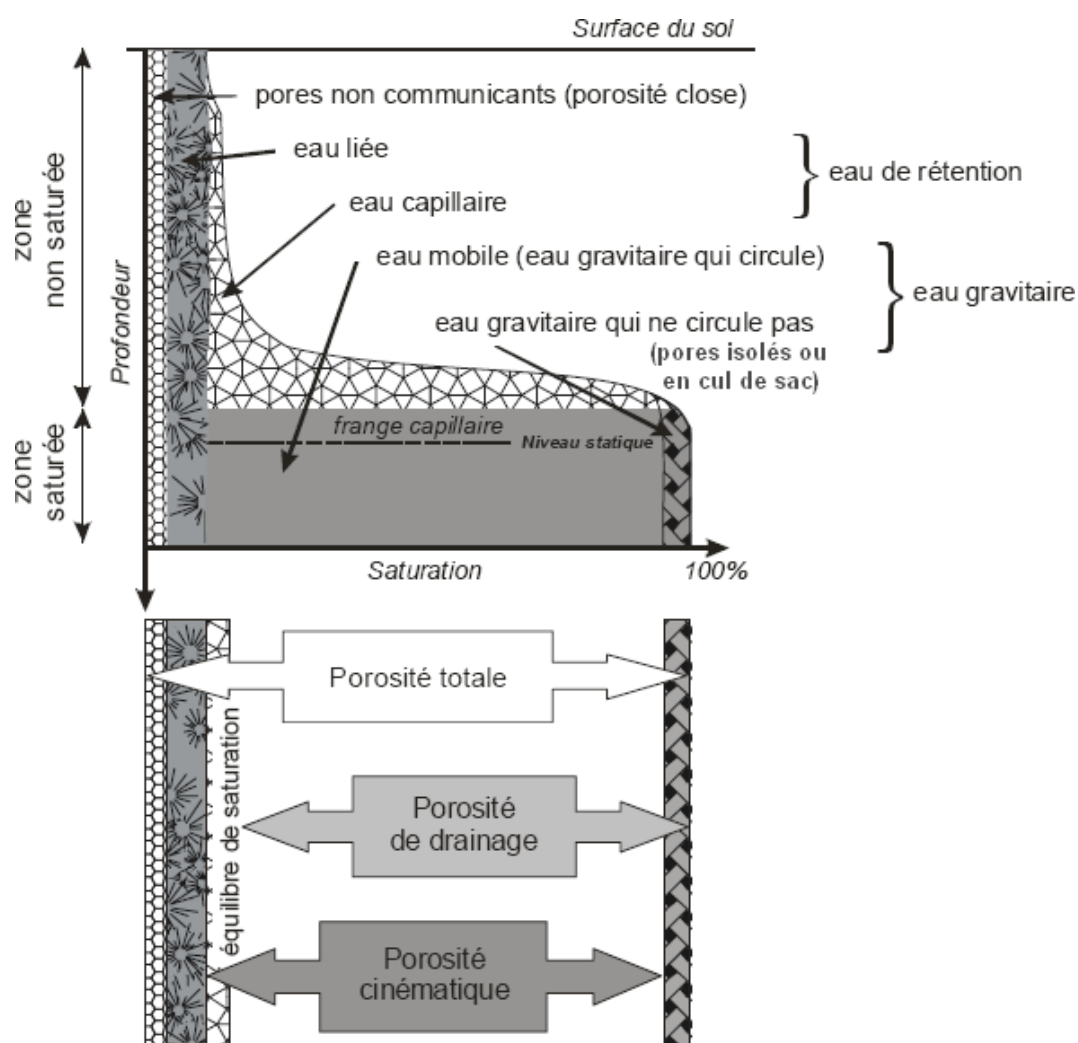 Surface du sol
pores non communicants (porosité close)
eau liée
eau de rétention
eau capillaire
eau mobile (eau gravitaire qui circule)
eau gravitaire
eau gravitaire qui ne circule pas
(pores isolés ou
en cul de sac)
zone
non saturée
Profondeur
frange capillaire
Niveau statique
zone
saturée
Saturation
100%
Porosité totale
équilibre de saturation
Porosité
de drainage
Porosité
cinématique